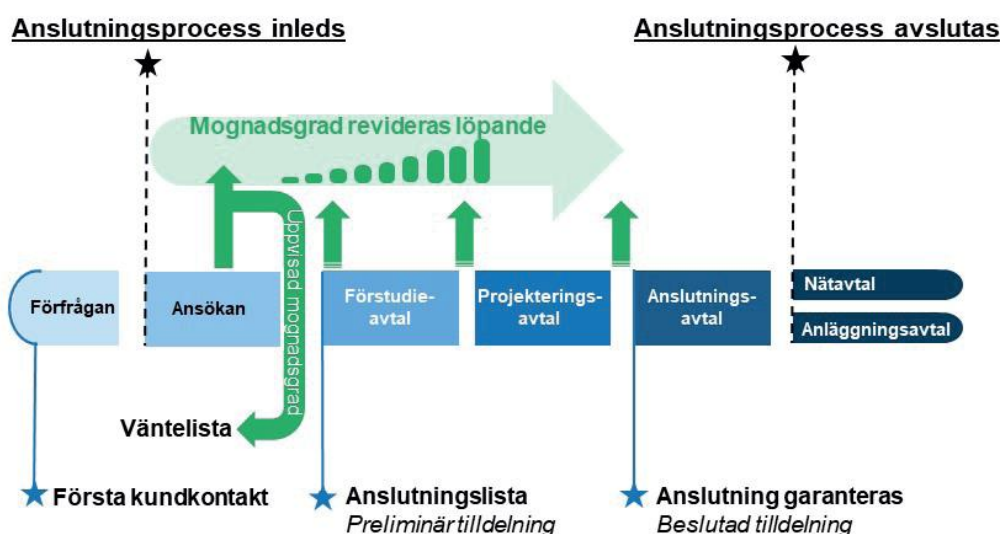 Anslutningsprocess inleds
Anslutningsprocess avslutas
Mognadsgrad revideras löpande
Uppvisad mognadsgrad
Förfrågan
Ansökan
Förstudie-
avtal
Projekterings-
avtal
Anslutnings-
avtal
Nätavtal
Anläggningsavtal
Väntelista
Första kundkontakt
Anslutningslista
Preliminär tilldelning
Anslutning garanteras
Beslutad tilldelning